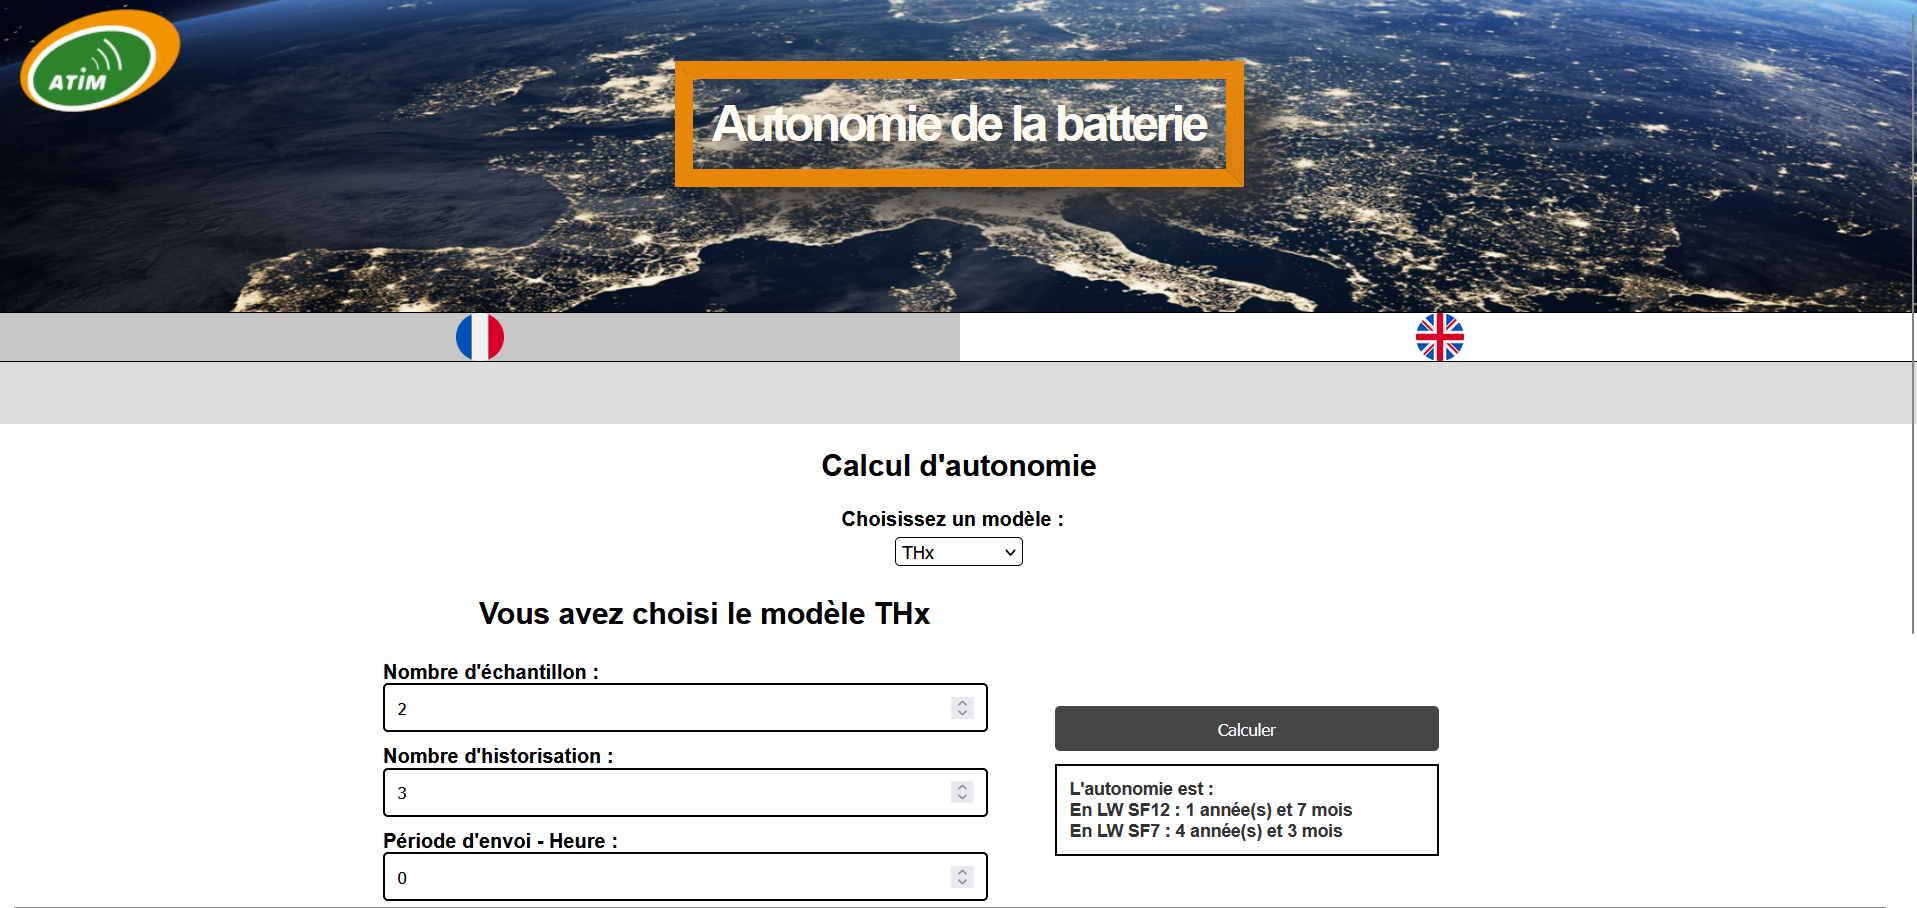 ATiM
Autonomie de la batterie
Calcul d'autonomie
Choisissez un modèle :
THx
Vous avez choisi le modèle THx
Nombre d'échantillon :
2
Nombre d'historisation :
3
Période d'envoi - Heure :
0
Calculer
L'autonomie est :
En LW SF12 : 1 année(s) et 7 mois
En LW SF7 : 4 année(s) et 3 mois